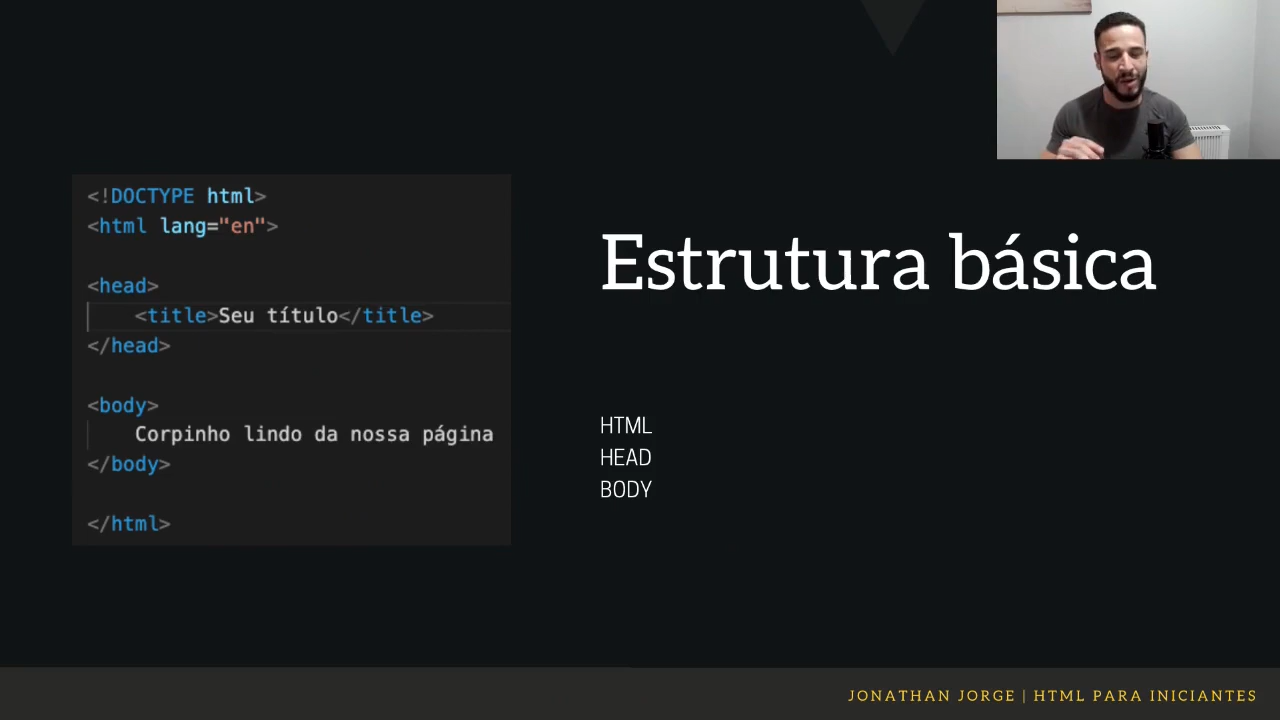 <!DOCTYPE html>
<html lang="en">
<head>
<title>Seu título</title>
</head>
<body>
Corpinho lindo da nossa página
</body>
</html>
Estrutura básica
HTML
HEAD
BODY
JONATHAN JORGE | HTML PARA INICIANTES